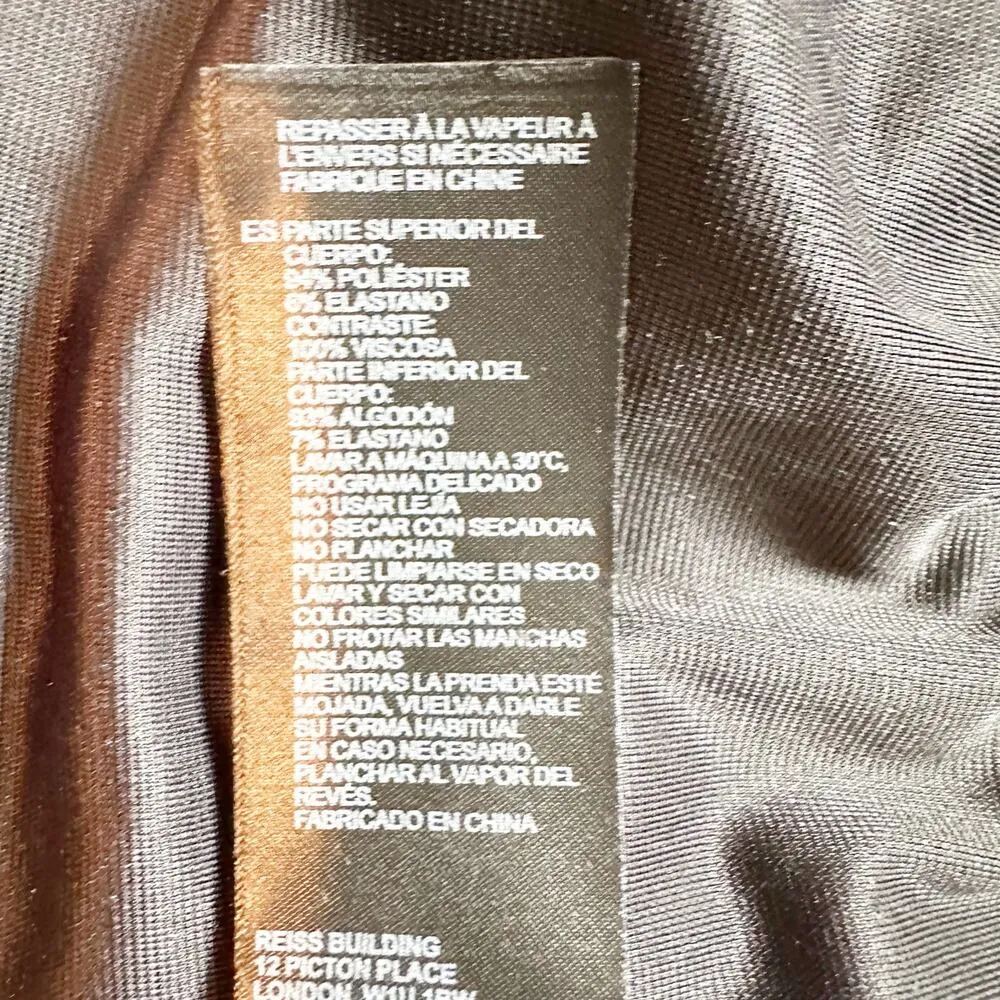 REPASSER À LA VAPEUR À
L'ENVERS SI NÉCESSAIRE
FABRIQUE EN CHINE
ES PARTE SUPERIOR DEL
CUERPO:
94% POLIÉSTER
6% ELASTANO
CONTRASTE:
100% VISCOSA
PARTE INFERIOR DEL
CUERPO:
93% ALGODÓN
7% ELASTANO
LAVAR A MÁQUINA A 30°C,
PROGRAMA DELICADO
NO USAR LEJÍA
NO SECAR CON SECADORA
NO PLANCHAR
PUEDE LIMPIARSE EN SECO
LAVAR Y SECAR CON
COLORES SIMILARES
NO FROTAR LAS MANCHAS
AISLADAS
MIENTRAS LA PRENDA ESTÉ
MOJADA, VUELVA A DARLE
SU FORMA HABITUAL
EN CASO NECESARIO,
PLANCHAR AL VAPOR DEL
REVÉS.
FABRICADO EN CHINA
REISS BUILDING
12 PICTON PLACE
LONDON, W1U 1BW